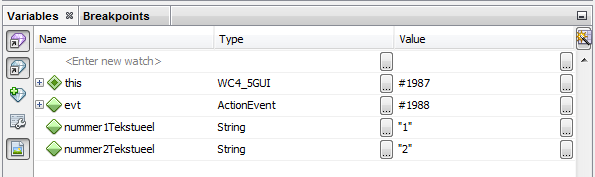 Variables Breakpoints
Name Type Value
<Enter new watch> ... ...
this WC4_5GUI ... #1987 ...
evt ActionEvent ... #1988 ...
nummer1Tekstueel String ... "1" ...
nummer2Tekstueel String ... "2" ...